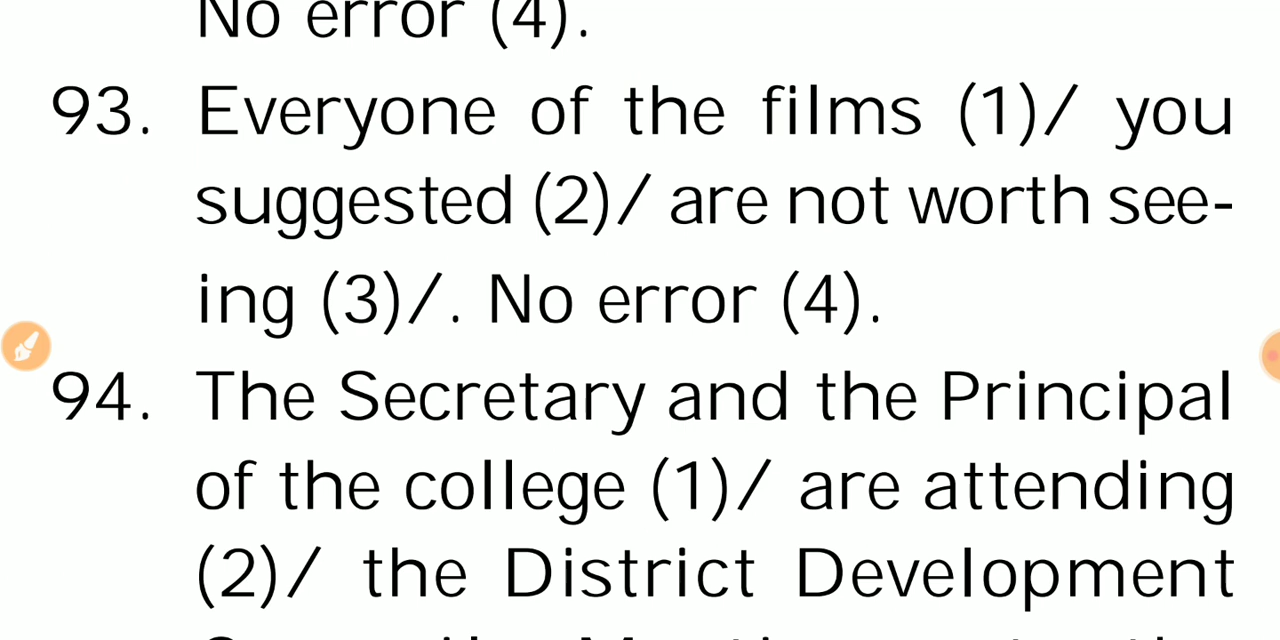 No error (4).
93. Everyone of the films (1)/ you
suggested (2)/ are not worth see-
ing (3)/. No error (4).
94. The Secretary and the Principal
of the college (1)/ are attending
(2)/ the District Development